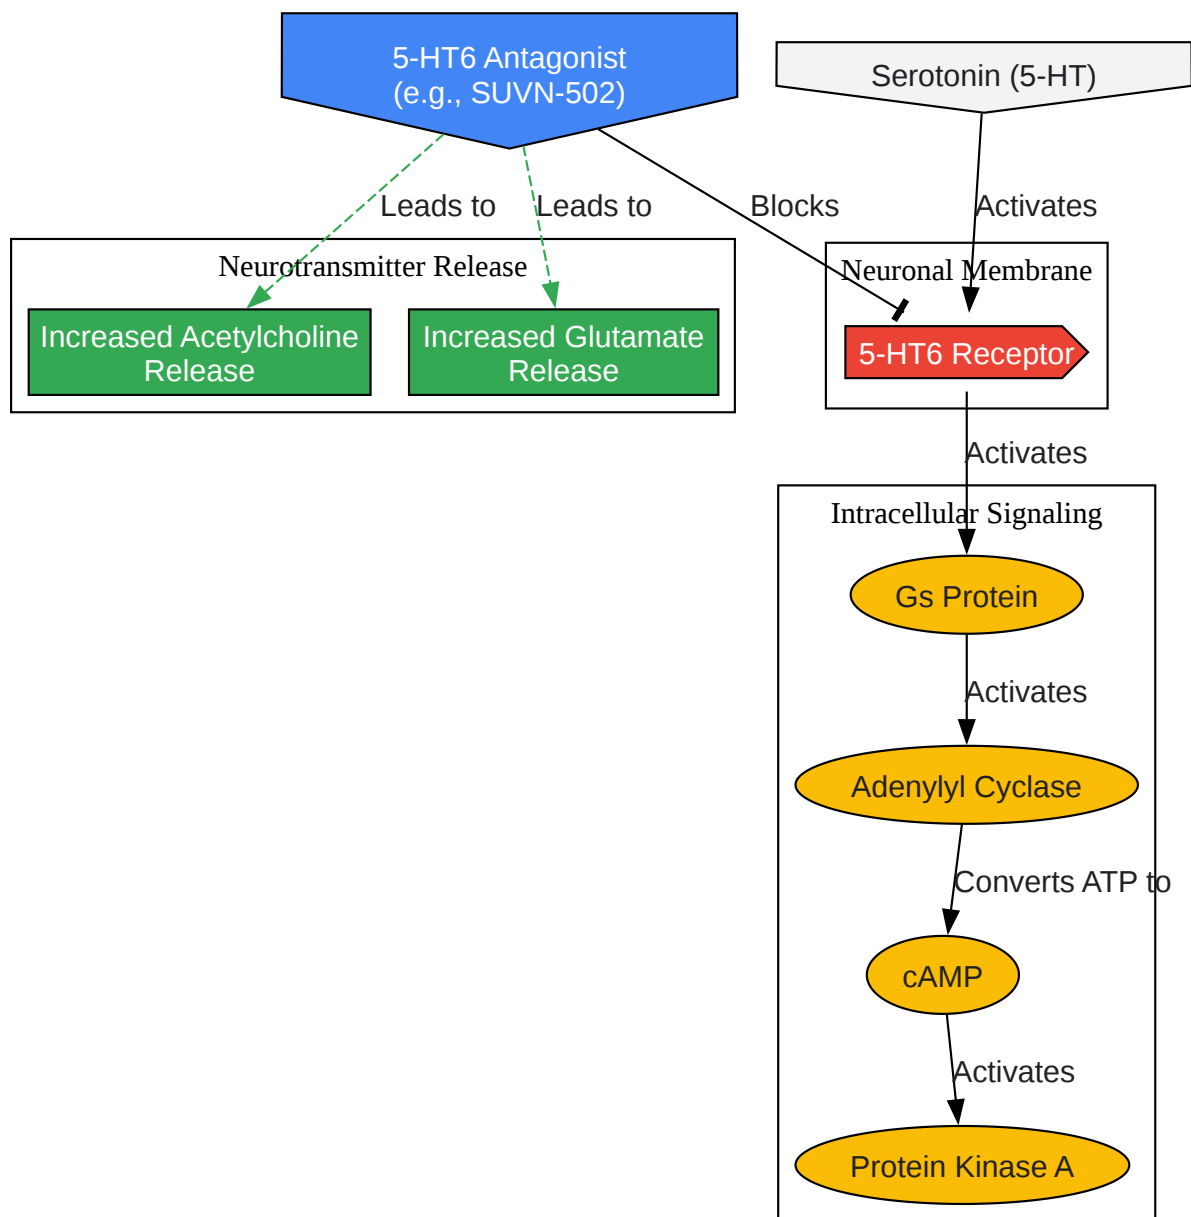 5-HT6 Antagonist
(e.g., SUVN-502)
Serotonin (5-HT)
Leads to
Leads to
Blocks
Activates
Neurotransmitter Release
Neuronal Membrane
Increased Acetylcholine
Release
Increased Glutamate
Release
5-HT6 Receptor
Activates
Intracellular Signaling
Gs Protein
Activates
Adenylyl Cyclase
Converts ATP to
cAMP
Activates
Protein Kinase A